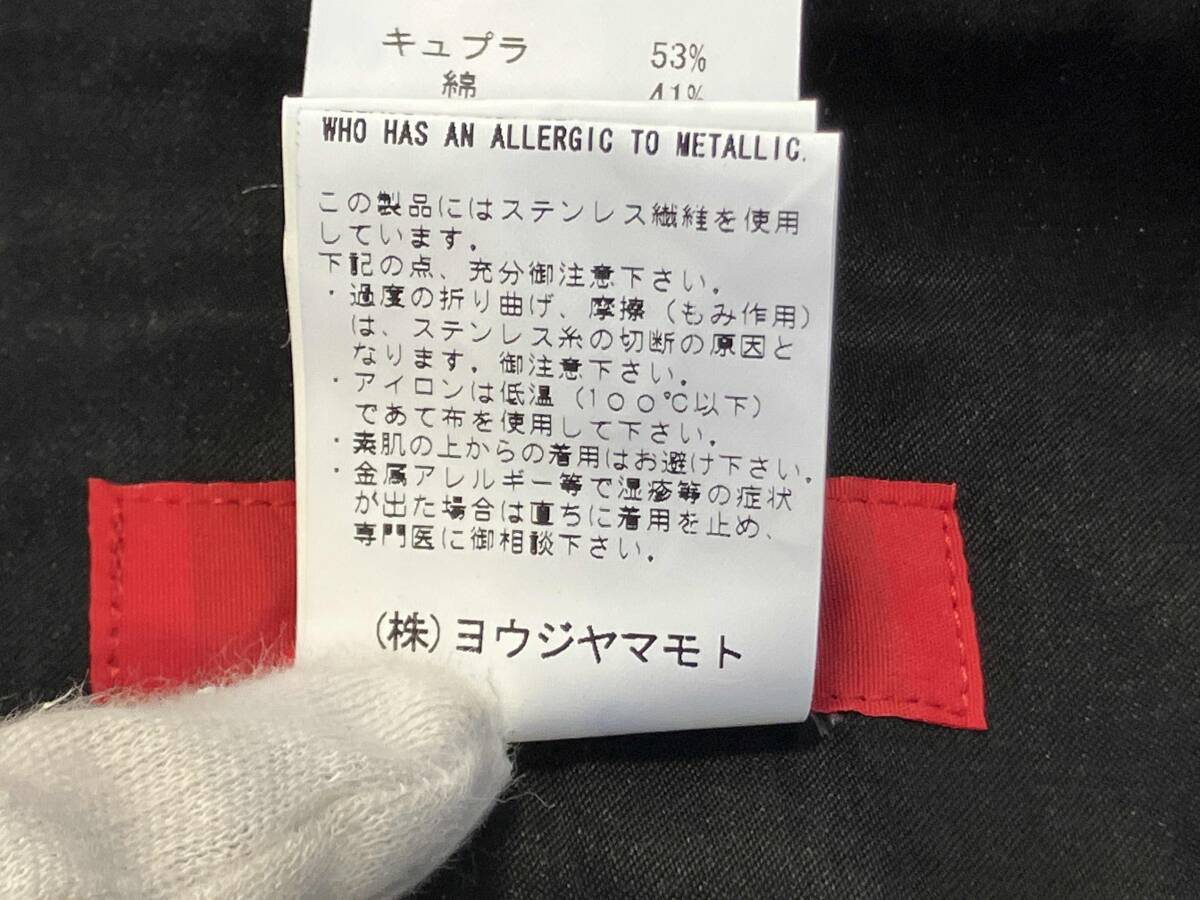 キュプラ 53%
綿 41%
WHO HAS AN ALLERGIC TO METALLIC.
この製品にはステンレス繊維を使用
しています.
下記の点、充分御注意下さい.
・過度の折り曲げ、摩擦（もみ作用）
は、ステンレス糸の切断の原因と
なります. 御注意下さい.
・アイロンは低温（１００℃以下）
であて布を使用して下さい.
・素肌の上からの着用はお避け下さい.
・金属アレルギー等で湿疹等の症状
が出た場合は直ちに着用を止め、
専門医に御相談下さい.
(株)ヨウジヤマモト